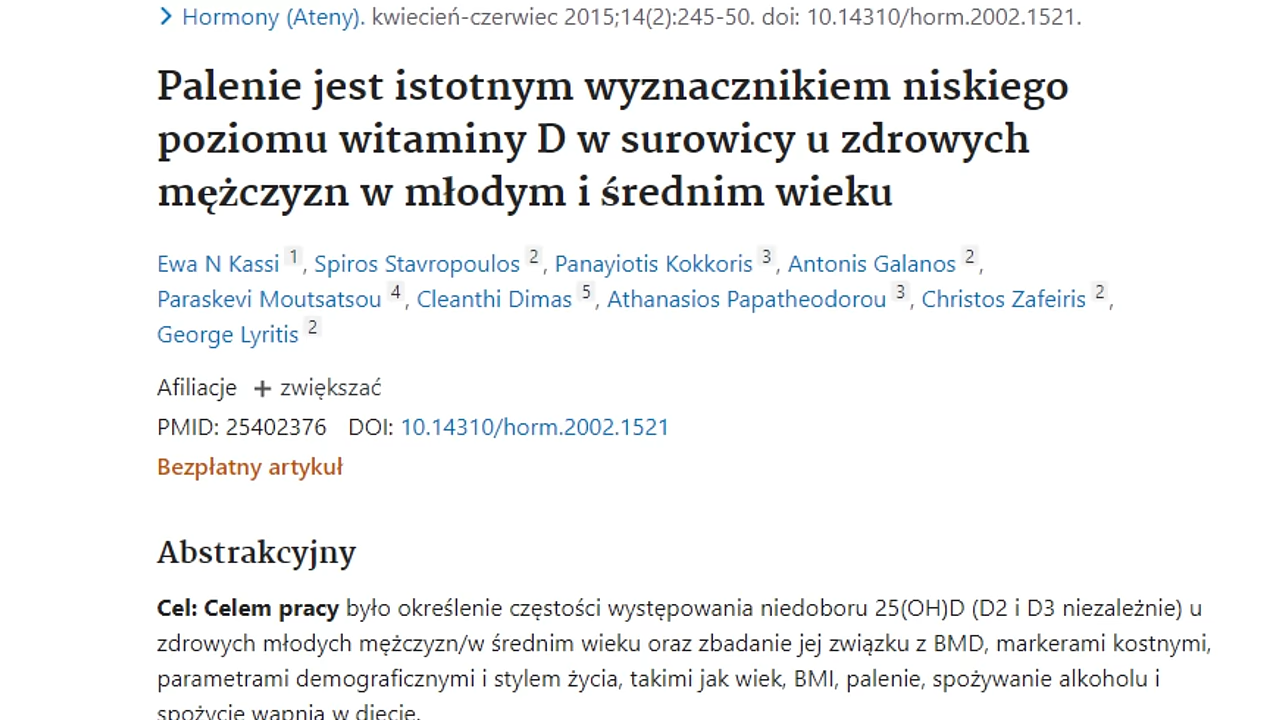 Hormony (Ateny). kwiecień-czerwiec 2015;14(2):245-50. doi: 10.14310/horm.2002.1521.
Palenie jest istotnym wyznacznikiem niskiego
poziomu witaminy D w surowicy u zdrowych
mężczyzn w młodym i średnim wieku
Ewa N Kassi 1, Spiros Stavropoulos 2, Panayiotis Kokkoris 3, Antonis Galanos 2,
Paraskevi Moutsatsou 4, Cleanthi Dimas 5, Athanasios Papatheodorou 3, Christos Zafeiris 2,
George Lyritis 2
Afiliacje + zwiększać
PMID: 25402376 DOI: 10.14310/horm.2002.1521
Bezpłatny artykuł
Abstrakcyjny
Cel: Celem pracy było określenie częstości występowania niedoboru 25(OH)D (D2 i D3 niezależnie) u
zdrowych młodych mężczyzn/w średnim wieku oraz zbadanie jej związku z BMD, markerami kostnymi,
parametrami demograficznymi i stylem życia, takimi jak wiek, BMI, palenie, spożywanie alkoholu i
spożycie wapnia w diecie.